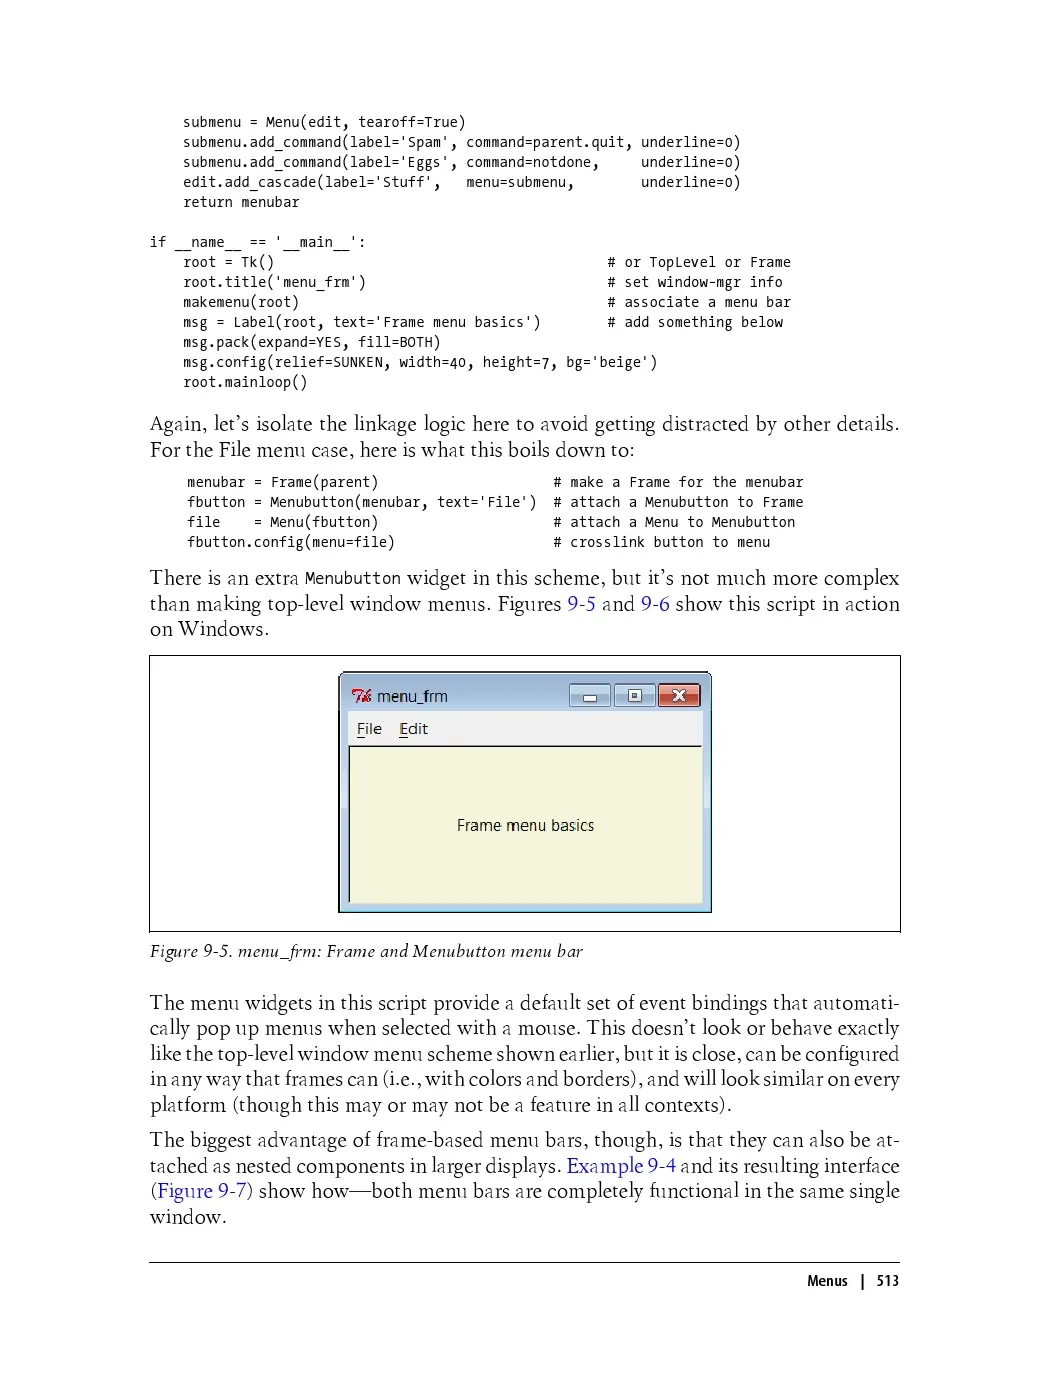 submenu = Menu(edit, tearoff=True)
    submenu.add_command(label='Spam', command=parent.quit, underline=0)
    submenu.add_command(label='Eggs', command=notdone,     underline=0)
    edit.add_cascade(label='Stuff',   menu=submenu,        underline=0)
    return menubar
if __name__ == '__main__':
    root = Tk()                                        # or TopLevel or Frame
    root.title('menu_frm')                             # set window-mgr info
    makemenu(root)                                     # associate a menu bar
    msg = Label(root, text='Frame menu basics')        # add something below
    msg.pack(expand=YES, fill=BOTH)
    msg.config(relief=SUNKEN, width=40, height=7, bg='beige')
    root.mainloop()
Again, let's isolate the linkage logic here to avoid getting distracted by other details.
For the File menu case, here is what this boils down to:
menubar = Frame(parent)                     # make a Frame for the menubar
fbutton = Menubutton(menubar, text='File')  # attach a Menubutton to Frame
file    = Menu(fbutton)                     # attach a Menu to Menubutton
fbutton.config(menu=file)                   # crosslink button to menu
There is an extra Menubutton widget in this scheme, but it's not much more complex
than making top-level window menus. Figures 9-5 and 9-6 show this script in action
on Windows.
menu_frm
File Edit
Frame menu basics
Figure 9-5. menu_frm: Frame and Menubutton menu bar
The menu widgets in this script provide a default set of event bindings that automati-
cally pop up menus when selected with a mouse. This doesn't look or behave exactly
like the top-level window menu scheme shown earlier, but it is close, can be configured
in any way that frames can (i.e., with colors and borders), and will look similar on every
platform (though this may or may not be a feature in all contexts).
The biggest advantage of frame-based menu bars, though, is that they can also be at-
tached as nested components in larger displays. Example 9-4 and its resulting interface
(Figure 9-7) show how—both menu bars are completely functional in the same single
window.
Menus | 513